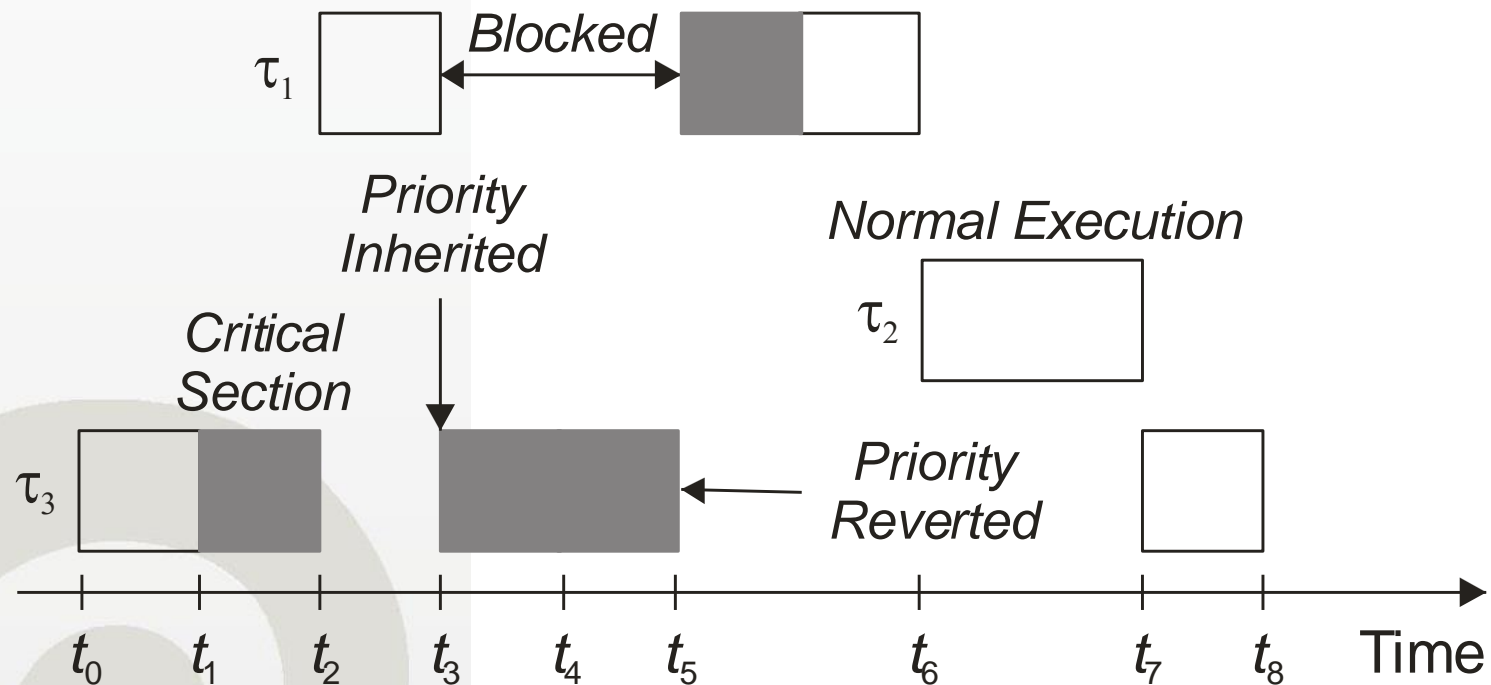 Blocked
τ1
Priority
Inherited
Normal Execution
τ2
Critical
Section
Priority
Reverted
τ3
t0 t1 t2 t3 t4 t5 t6 t7 t8 Time